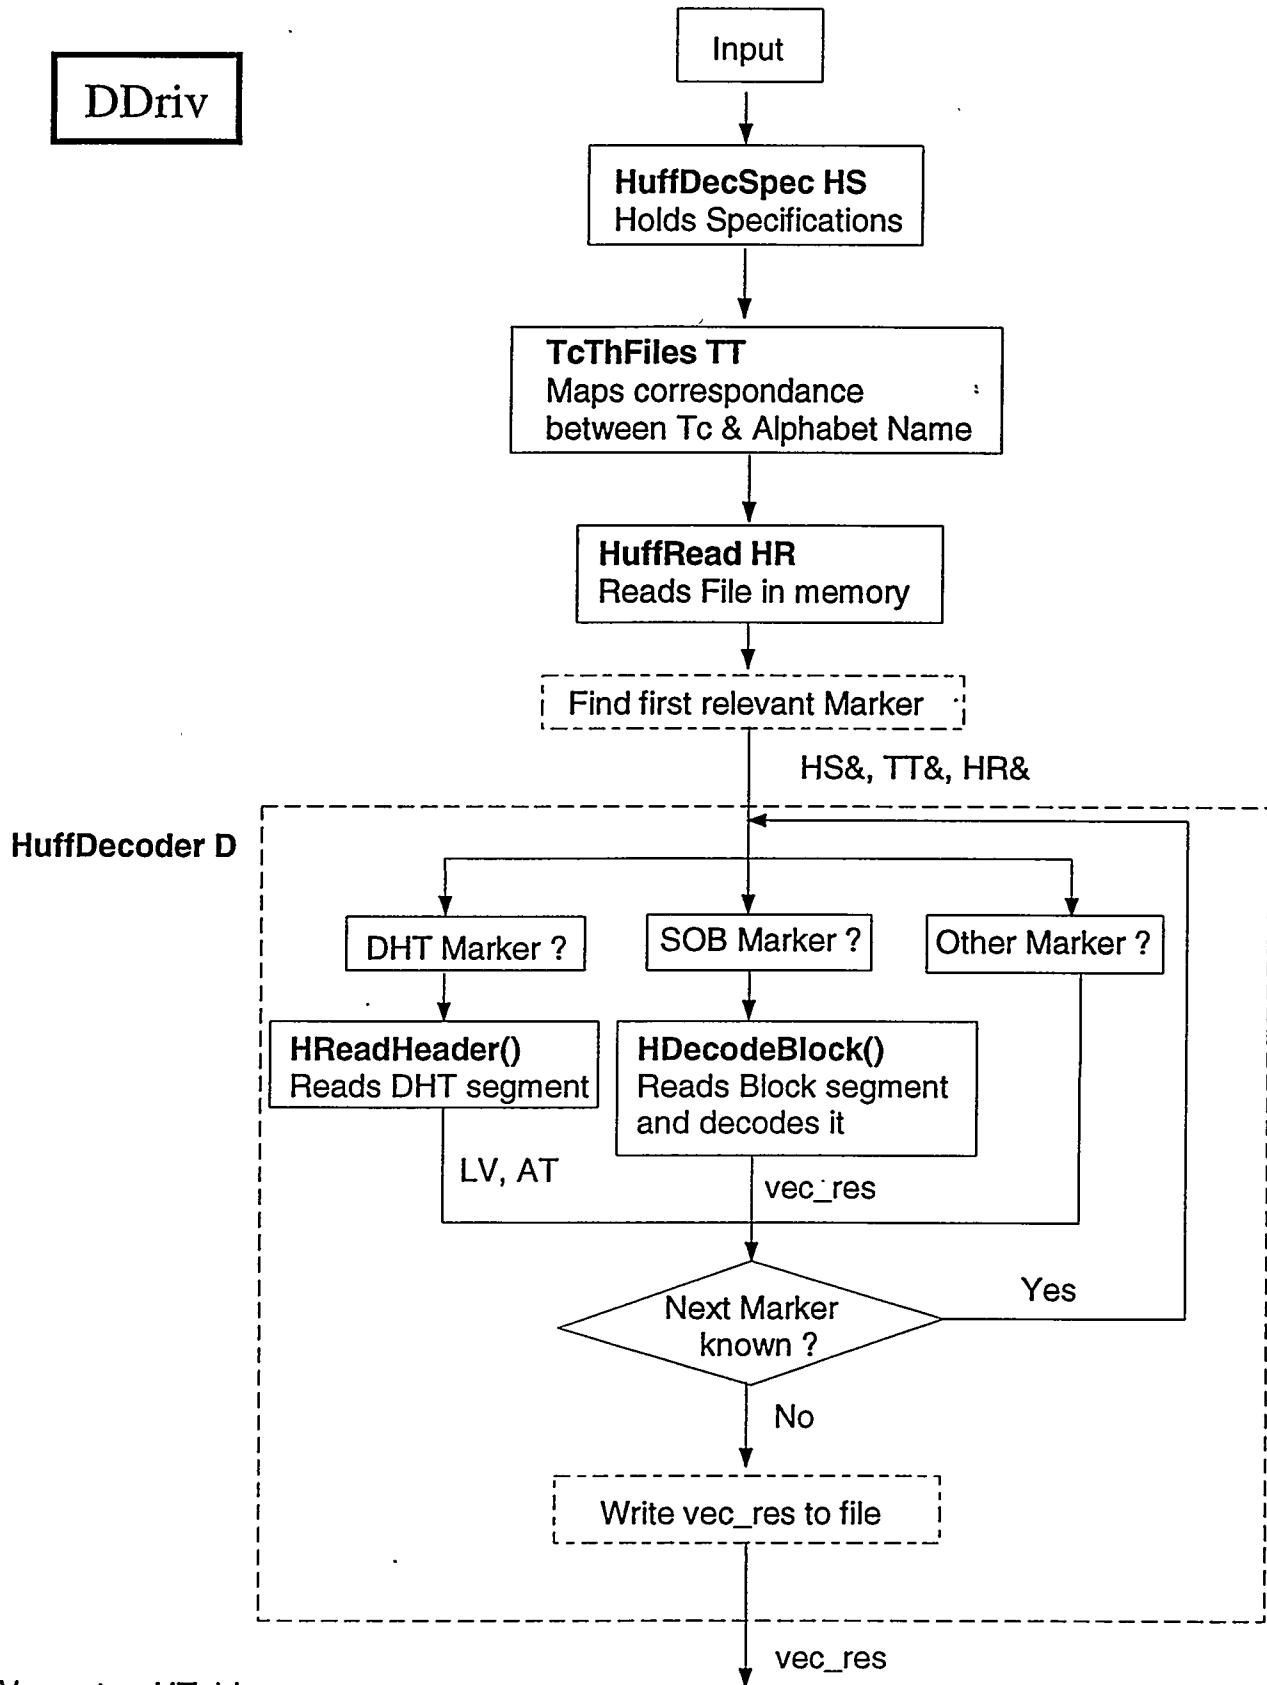 Input
DDriv
HuffDecSpec HS
Holds Specifications
TcThFiles TT
Maps correspondance
between Tc & Alphabet Name
HuffRead HR
Reads File in memory
Find first relevant Marker
HS&, TT&, HR&
HuffDecoder D
DHT Marker ?
SOB Marker ?
Other Marker ?
HReadHeader()
Reads DHT segment
HDecodeBlock()
Reads Block segment
and decodes it
LV, AT
vec_res
Next Marker
known ?
Yes
No
Write vec_res to file
vec_res